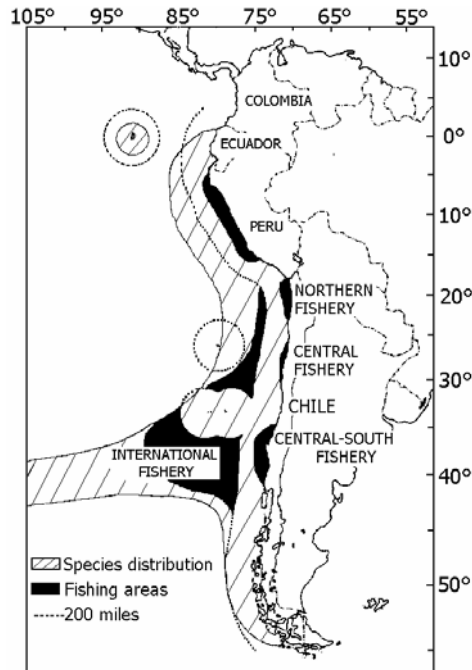 105° 95° 85° 75° 65° 55°
10°
COLOMBIA
0°
ECUADOR
PERU
10°
NORTHERN
FISHERY
20°
CENTRAL
FISHERY
30°
CHILE
CENTRAL-SOUTH
FISHERY
INTERNATIONAL
FISHERY
40°
Species distribution
Fishing areas
200 miles
50°